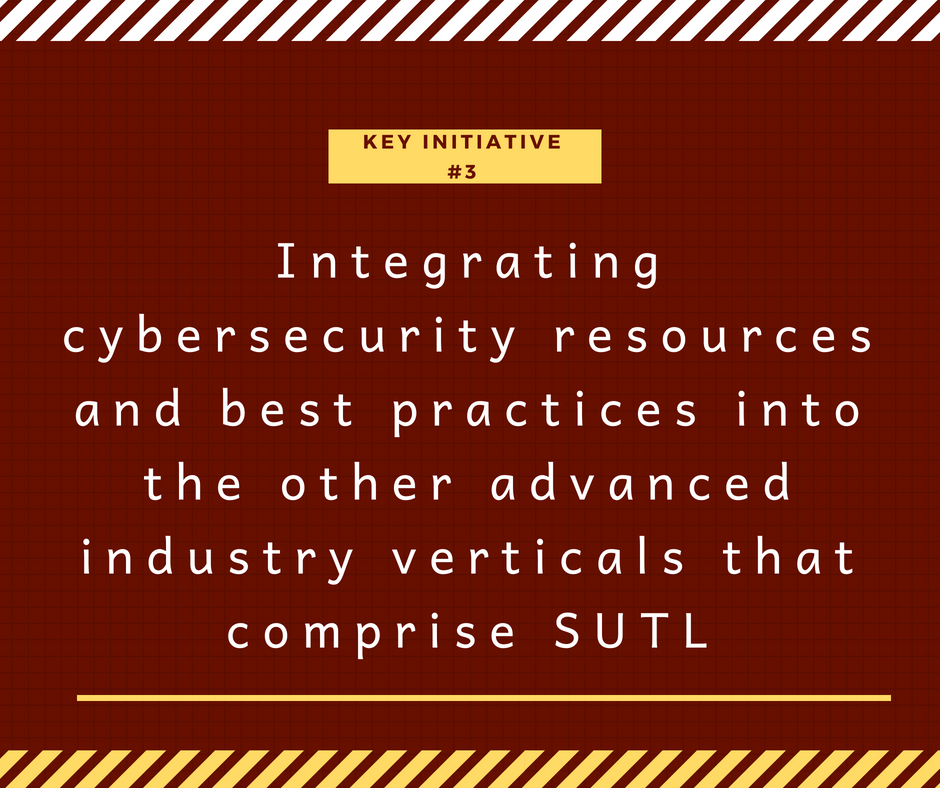 KEY INITIATIVE
#3
Integrating
cybersecurity resources
and best practices into
the other advanced
industry verticals that
comprise SUTL